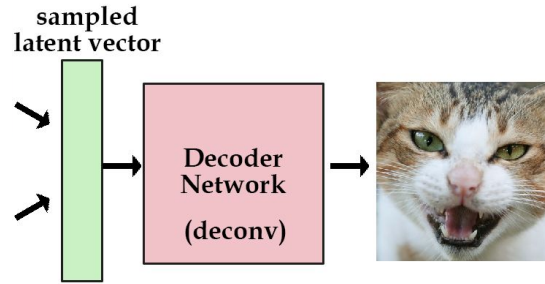 sampled
latent vector
Decoder
Network
(deconv)